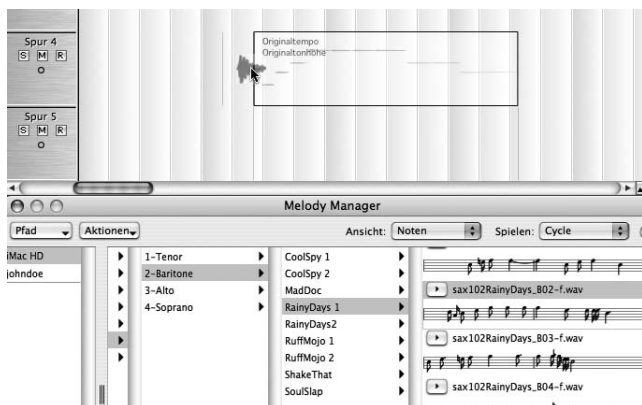 Spur 4
S M R
Originaltempo
Originaltonhöhe
Spur 5
S M R
Melody Manager
Pfad
Aktionen
Ansicht: Noten
Spielen: Cycle
iMac HD
johndoe
1-Tenor
2-Baritone
3-Alto
4-Soprano
CoolSpy 1
CoolSpy 2
MadDoc
RainyDays 1
RainyDays2
RuffMojo 1
RuffMojo 2
ShakeThat
SoulSlap
sax102RainyDays_B02-f.wav
sax102RainyDays_B03-f.wav
sax102RainyDays_B04-f.wav